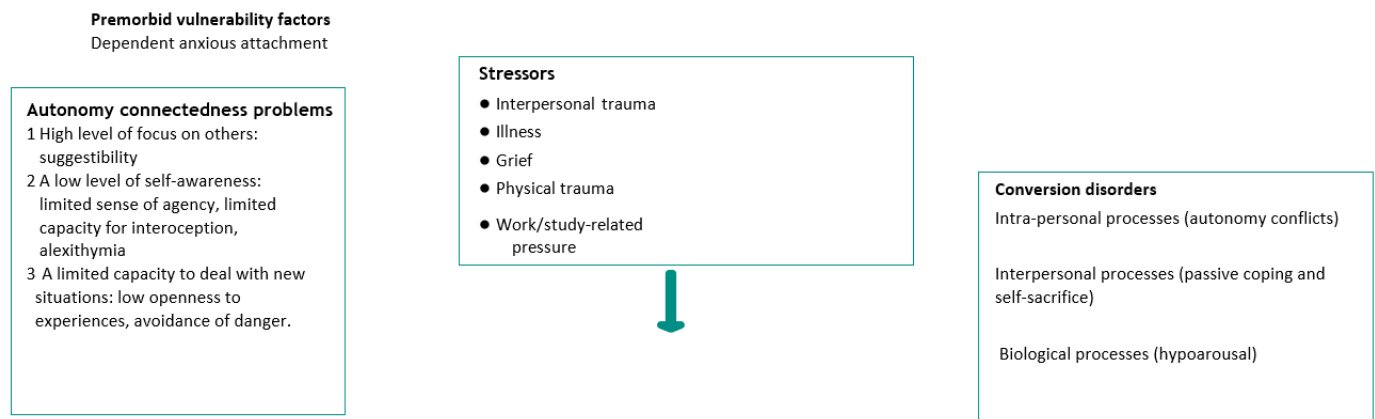 Premorbid vulnerability factors
Dependent anxious attachment
Autonomy connectedness problems
1 High level of focus on others:
suggestibility
2 A low level of self-awareness:
limited sense of agency, limited
capacity for interoception,
alexithymia
3 A limited capacity to deal with new
situations: low openness to
experiences, avoidance of danger.
Stressors
● Interpersonal trauma
● Illness
● Grief
● Physical trauma
● Work/study-related
pressure
Conversion disorders
Intra-personal processes (autonomy conflicts)
Interpersonal processes (passive coping and
self-sacrifice)
Biological processes (hypoarousal)